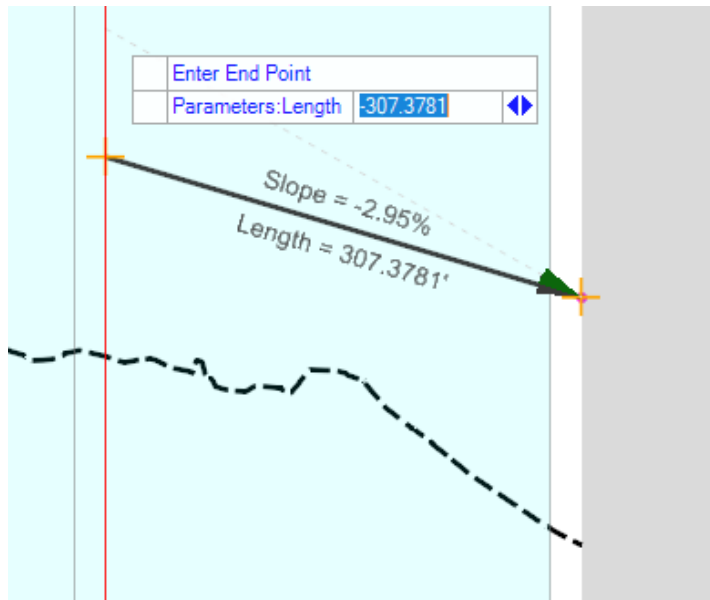 Enter End Point
Parameters:Length -307.3781
Slope = -2.95%
Length = 307.3781'